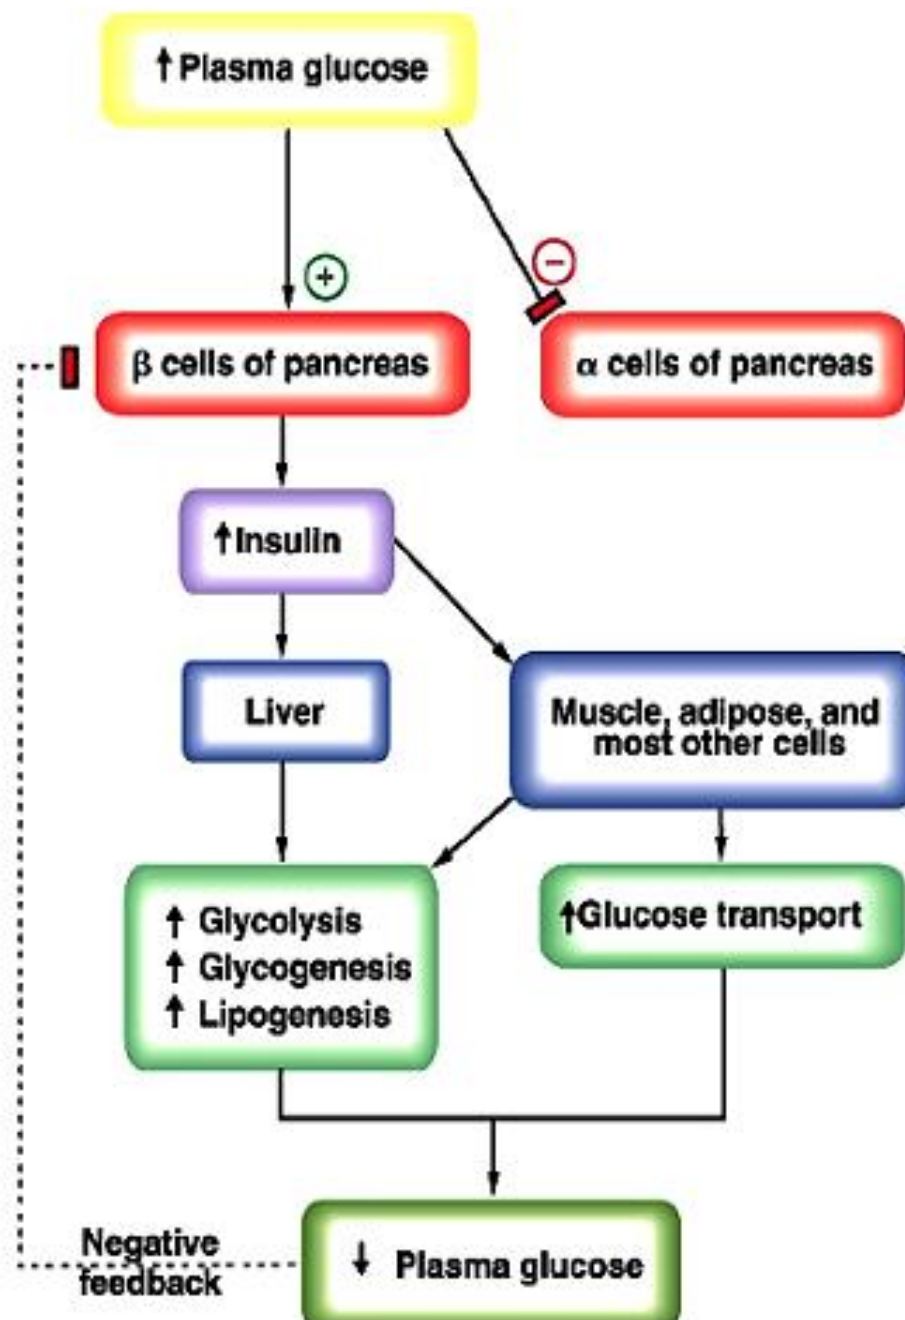 ↑ Plasma glucose
+
−
β cells of pancreas
α cells of pancreas
↑ Insulin
Liver
Muscle, adipose, and
most other cells
↑ Glycolysis
↑ Glycogenesis
↑ Lipogenesis
↑ Glucose transport
Negative
feedback
↓ Plasma glucose